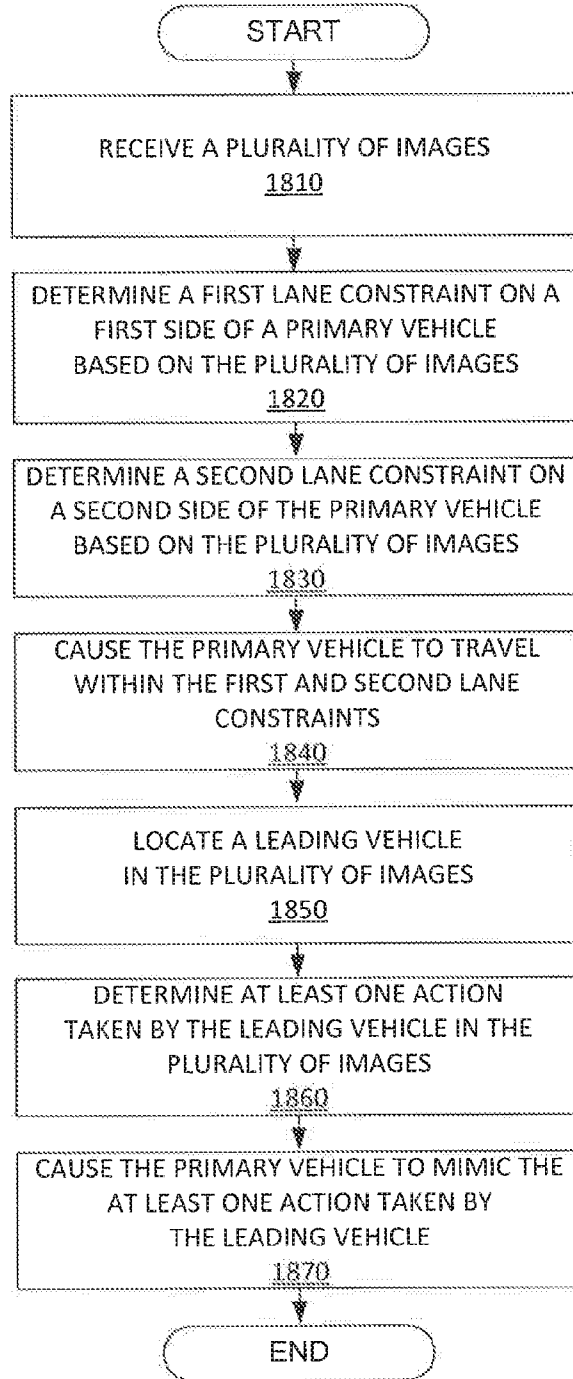 START
RECEIVE A PLURALITY OF IMAGES
1810
DETERMINE A FIRST LANE CONSTRAINT ON A
FIRST SIDE OF A PRIMARY VEHICLE
BASED ON THE PLURALITY OF IMAGES
1820
DETERMINE A SECOND LANE CONSTRAINT ON
A SECOND SIDE OF THE PRIMARY VEHICLE
BASED ON THE PLURALITY OF IMAGES
1830
CAUSE THE PRIMARY VEHICLE TO TRAVEL
WITHIN THE FIRST AND SECOND LANE
CONSTRAINTS
1840
LOCATE A LEADING VEHICLE
IN THE PLURALITY OF IMAGES
1850
DETERMINE AT LEAST ONE ACTION
TAKEN BY THE LEADING VEHICLE IN THE
PLURALITY OF IMAGES
1860
CAUSE THE PRIMARY VEHICLE TO MIMIC THE
AT LEAST ONE ACTION TAKEN BY
THE LEADING VEHICLE
1870
END